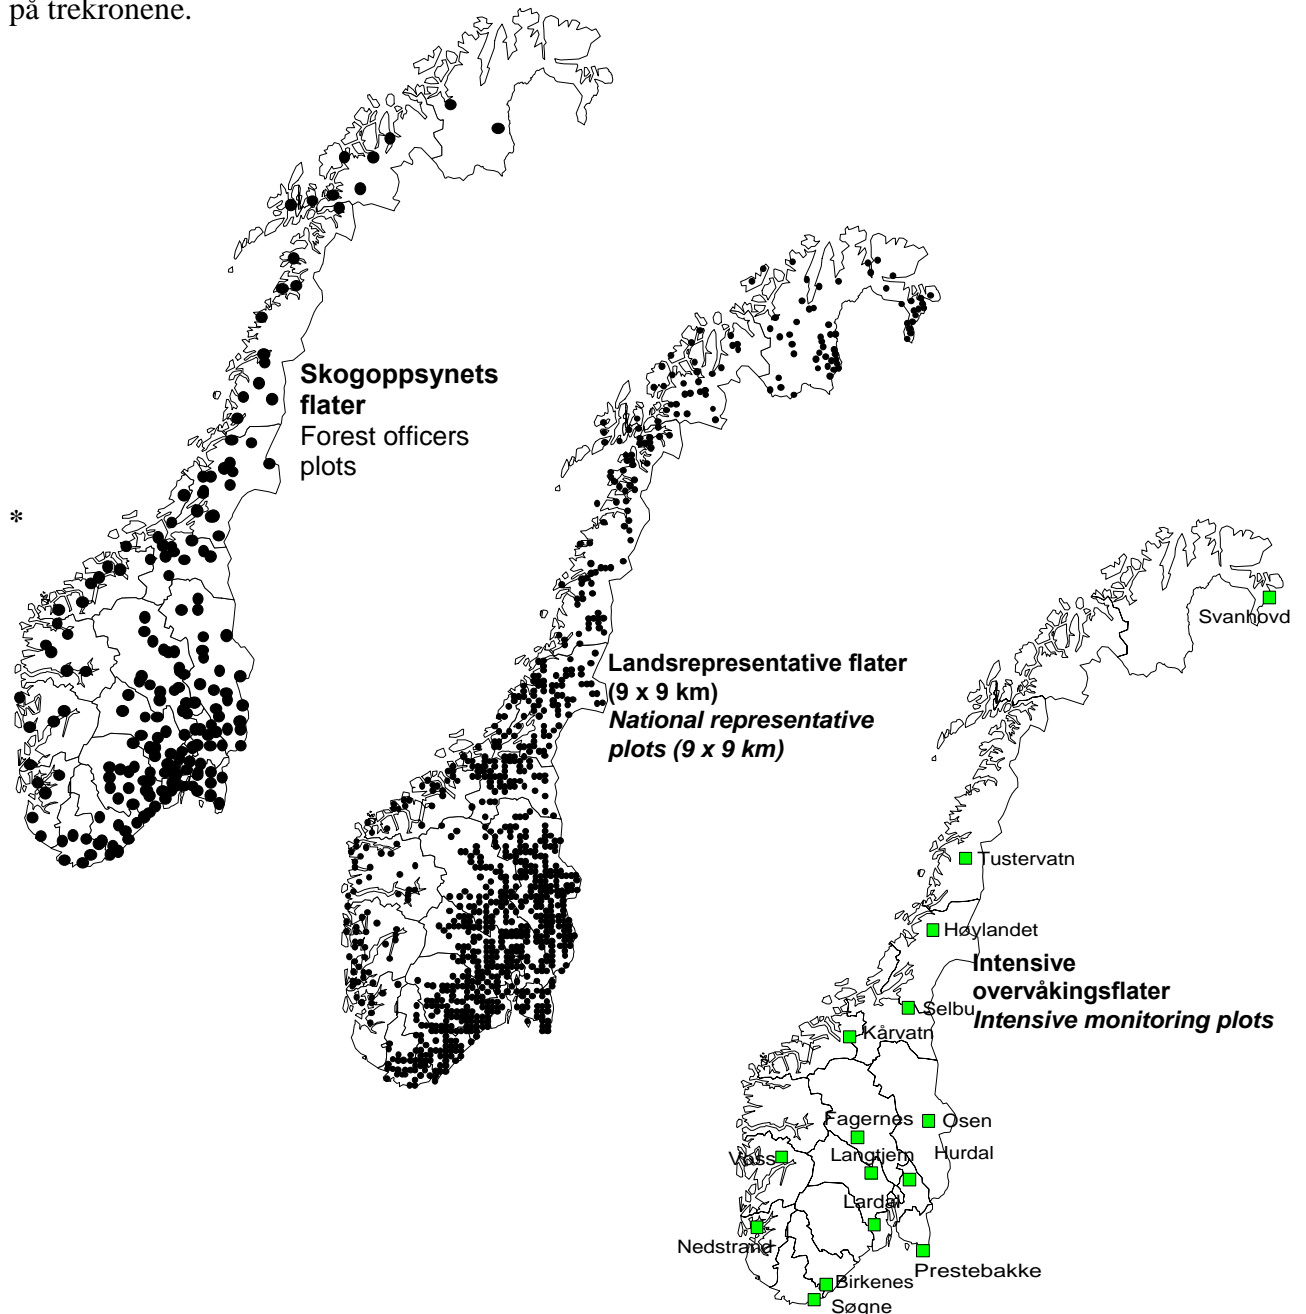 på trekronene.
Skogoppsynets
flater
Forest officers
plots
*
Landsrepresentative flater
(9 x 9 km)
National representative
plots (9 x 9 km)
Svanhovd
Tustervatn
Høylandet
Intensive
overvåkingsflater
Intensive monitoring plots
Selbu
Kårvatn
Fagernes
Osen
Langtjern
Hurdal
Voss
Lardal
Nedstrand
Prestebakke
Birkenes
Søgne